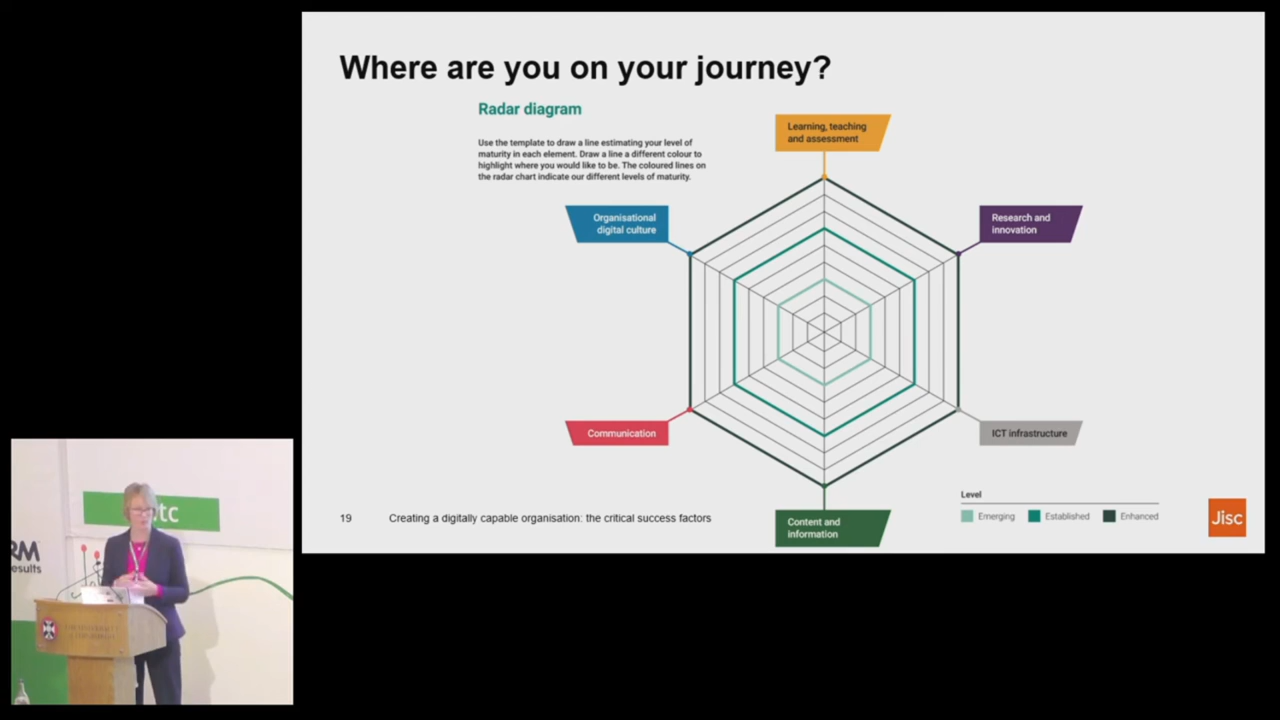 Where are you on your journey?
Radar diagram
Use the template to draw a line estimating your level of
maturity in each element. Draw a line a different colour to
highlight where you would like to be. The coloured lines on
the radar chart indicate our different levels of maturity.
Learning, teaching
and assessment
Organisational
digital culture
Research and
innovation
Communication
ICT infrastructure
Content and
information
Level
Emerging
Established
Enhanced
19
Creating a digitally capable organisation: the critical success factors
Jisc
tc
RM
esults